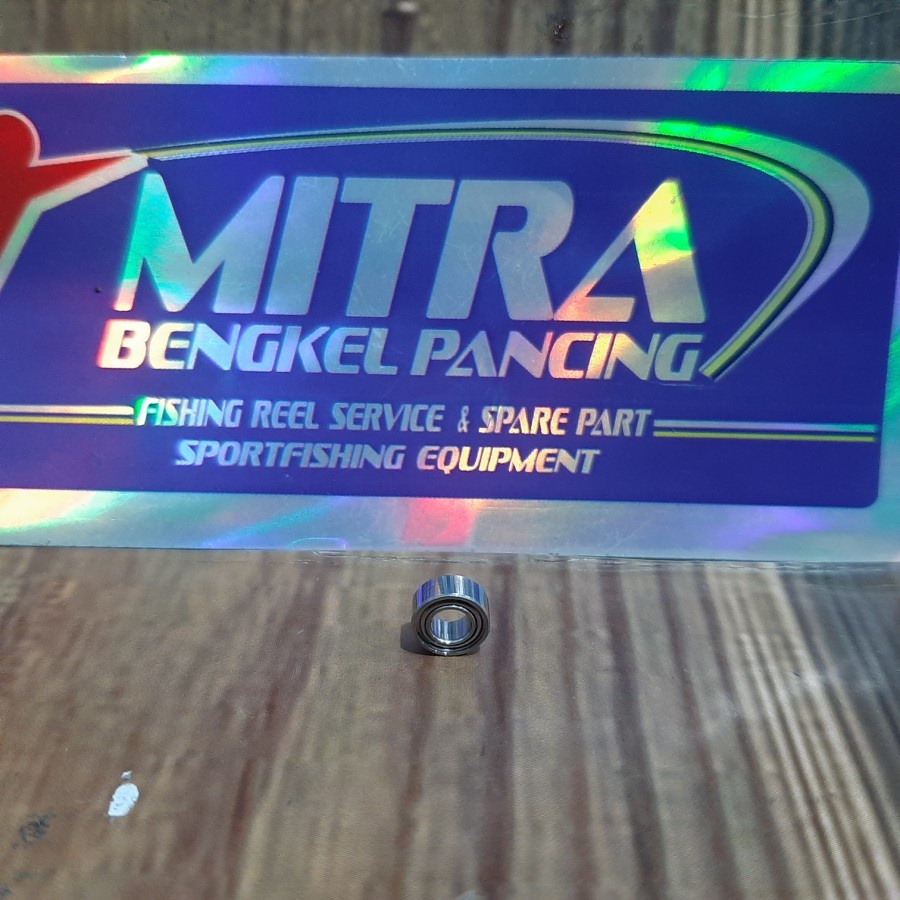 MITRA
BENGKEL PANCING
FISHING REEL SERVICE & SPARE PART
SPORTFISHING EQUIPMENT